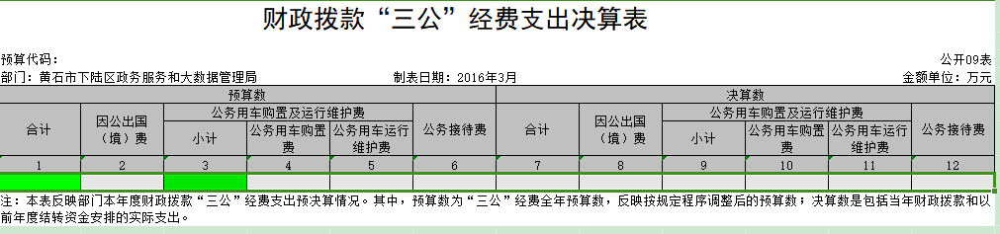 财政拨款“三公”经费支出决算表
预算代码： 公开09表
部门：黄石市下陆区政务服务和大数据管理局 制表日期：2016年3月 金额单位：万元
预算数 决算数
合计 因公出国（境）费 公务用车购置及运行维护费 公务接待费 合计 因公出国（境）费 公务用车购置及运行维护费 公务接待费
小计 公务用车购置费 公务用车运行维护费 小计 公务用车购置费 公务用车运行维护费
1 2 3 4 5 6 7 8 9 10 11 12
注：本表反映部门本年度财政拨款“三公”经费支出预决算情况。其中，预算数为“三公”经费全年预算数，反映按规定程序调整后的预算数；决算数是包括当年财政拨款和以
前年度结转资金安排的实际支出。